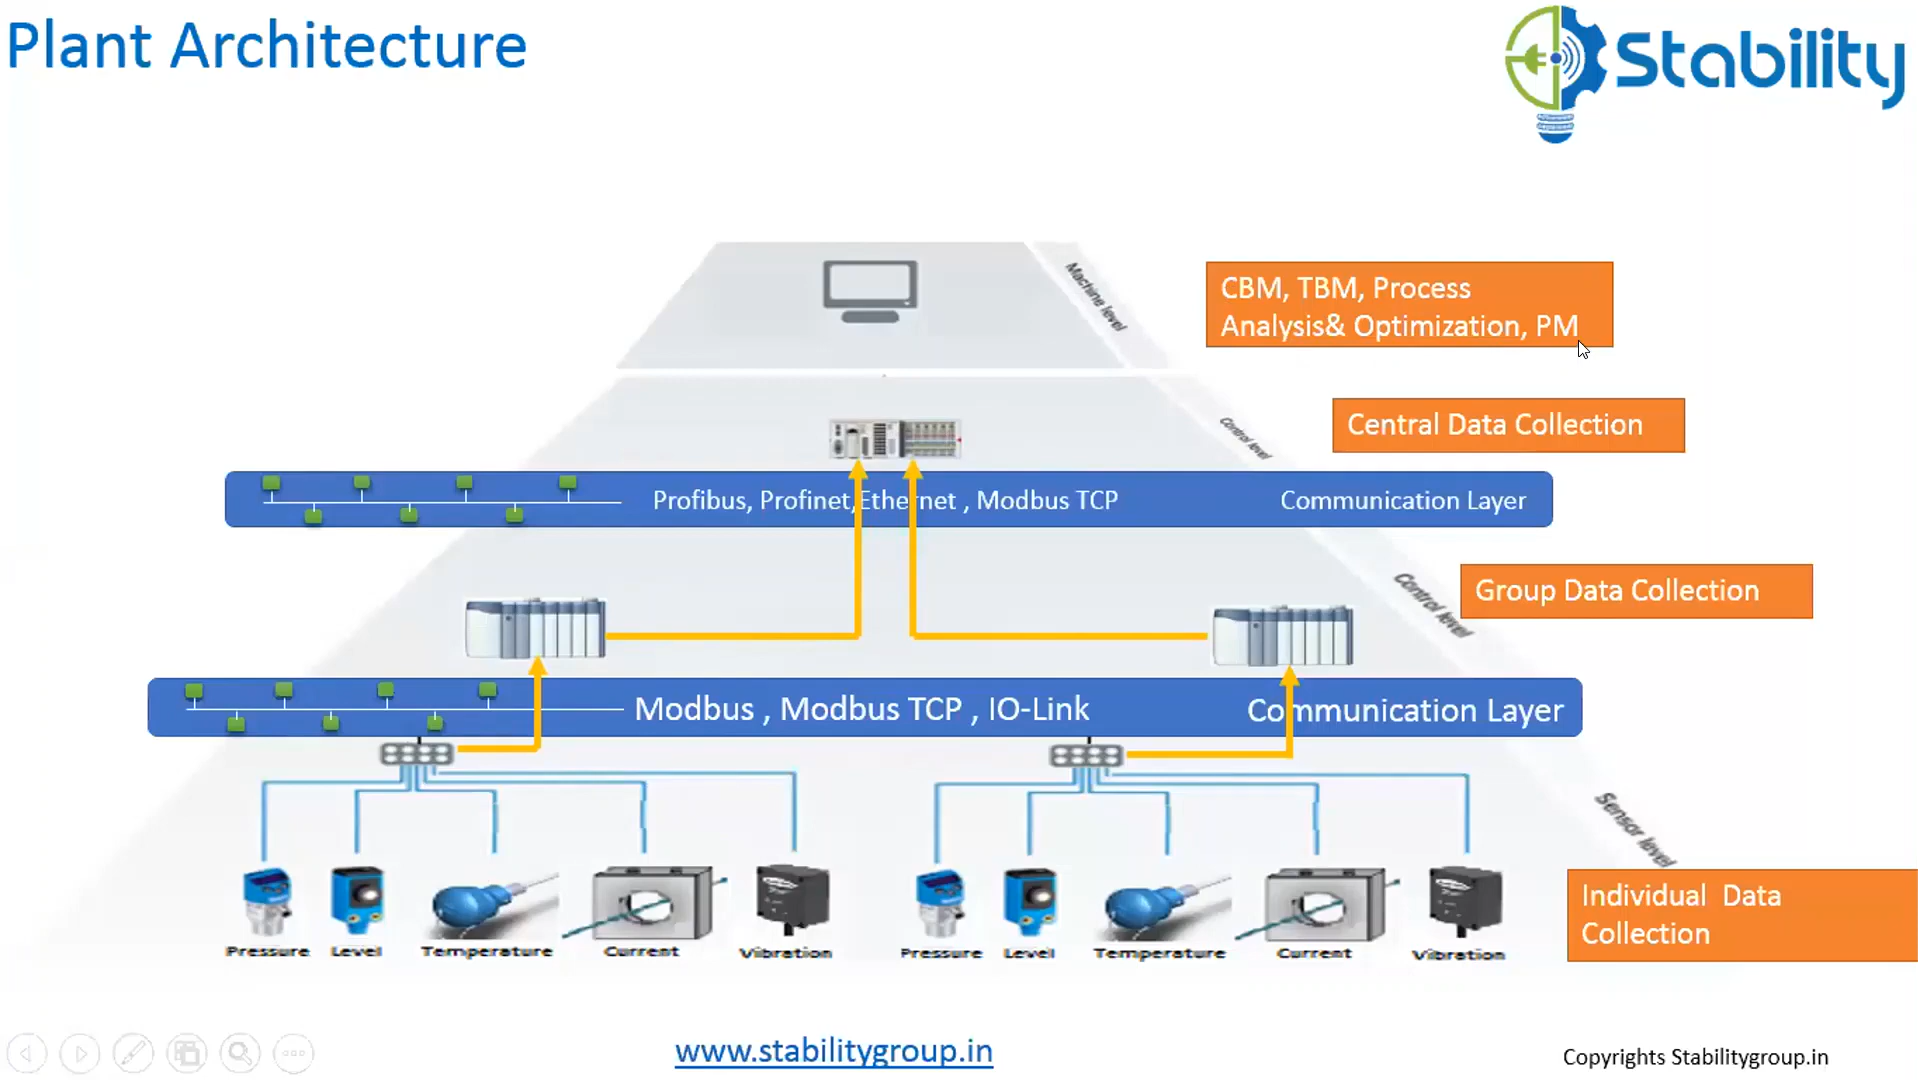 Plant Architecture
Stability
Machine level
CBM, TBM, Process
Analysis& Optimization, PM
Control level
Central Data Collection
Profibus, Profinet,Ethernet , Modbus TCP
Communication Layer
Control level
Group Data Collection
Modbus , Modbus TCP , IO-Link
Communication Layer
Sensor level
Individual Data
Collection
Pressure Level Temperature Current Vibration
Pressure Level Temperature Current Vibration
www.stabilitygroup.in
Copyrights Stabilitygroup.in